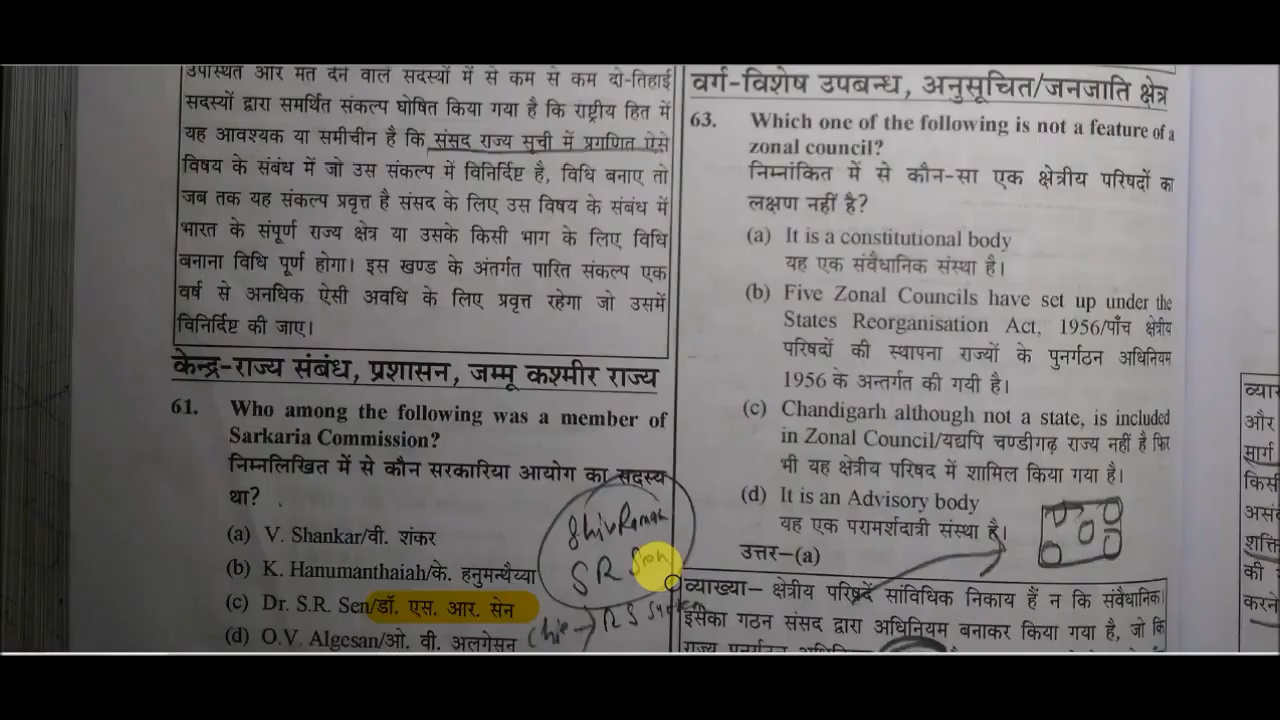 उपस्थित और मत देने वाले सदस्यों में से कम से कम दो-तिहाई
सदस्यों द्वारा समर्थित संकल्प घोषित किया गया है कि राष्ट्रीय हित में
यह आवश्यक या समीचीन है कि संसद राज्य सूची में प्रगणित ऐसे
विषय के संबंध में जो उस संकल्प में विनिर्दिष्ट है, विधि बनाए तो
जब तक यह संकल्प प्रवृत्त है संसद के लिए उस विषय के संबंध में
भारत के संपूर्ण राज्य क्षेत्र या उसके किसी भाग के लिए विधि
बनाना विधि पूर्ण होगा। इस खण्ड के अंतर्गत पारित संकल्प एक
वर्ष से अनधिक ऐसी अवधि के लिए प्रवृत्त रहेगा जो उसमें
विनिर्दिष्ट की जाए।
केन्द्र-राज्य संबंध, प्रशासन, जम्मू कश्मीर राज्य
61. Who among the following was a member of
Sarkaria Commission?
निम्नलिखित में से कौन सरकारिया आयोग का सदस्य
था?
(a) V. Shankar/वी. शंकर
(b) K. Hanumanthaiah/के. हनुमन्थैय्या
(c) Dr. S.R. Sen/डॉ. एस. आर. सेन
(d) O.V. Algesan/ओ. वी. अलगेसन
Shiv Raman
S R Sen
वर्ग-विशेष उपबन्ध, अनुसूचित/जनजाति क्षेत्र
63. Which one of the following is not a feature of a
zonal council?
निम्नांकित में से कौन-सा एक क्षेत्रीय परिषदों का
लक्षण नहीं है?
(a) It is a constitutional body
यह एक संवैधानिक संस्था है।
(b) Five Zonal Councils have set up under the
States Reorganisation Act, 1956/पाँच क्षेत्रीय
परिषदों की स्थापना राज्यों के पुनर्गठन अधिनियम
1956 के अन्तर्गत की गयी है।
(c) Chandigarh although not a state, is included
in Zonal Council/यद्यपि चण्डीगढ़ राज्य नहीं है फिर
भी यह क्षेत्रीय परिषद में शामिल किया गया है।
(d) It is an Advisory body
यह एक परामर्शदात्री संस्था है।
उत्तर–(a)
व्याख्या– क्षेत्रीय परिषदें सांविधिक निकाय हैं न कि संवैधानिक।
इसका गठन संसद द्वारा अधिनियम बनाकर किया गया है, जो कि
और
मार्ग
शक्ति
की